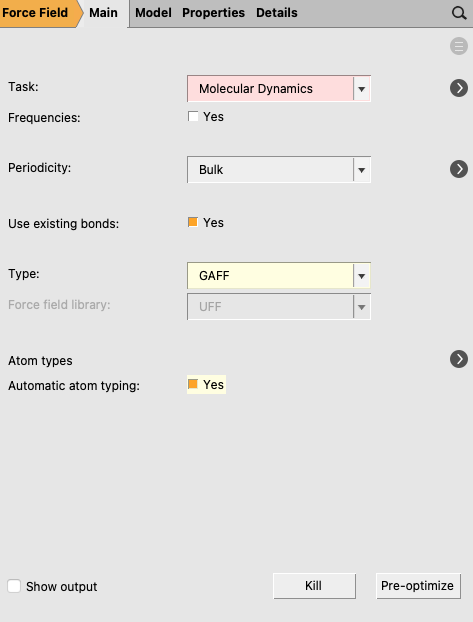 Force Field Main Model Properties Details
Task: Molecular Dynamics
Frequencies: Yes
Periodicity: Bulk
Use existing bonds: Yes
Type: GAFF
Force field library: UFF
Atom types
Automatic atom typing: Yes
Show output Kill Pre-optimize